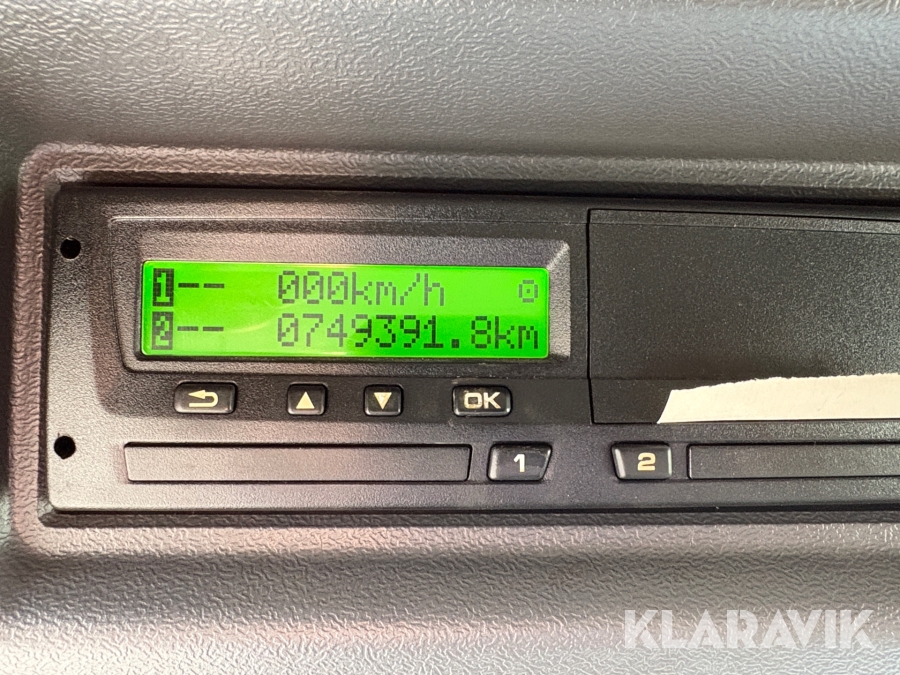 1-- 000km/h
2-- 0749391.8km
OK
1 2
KLARAVIK